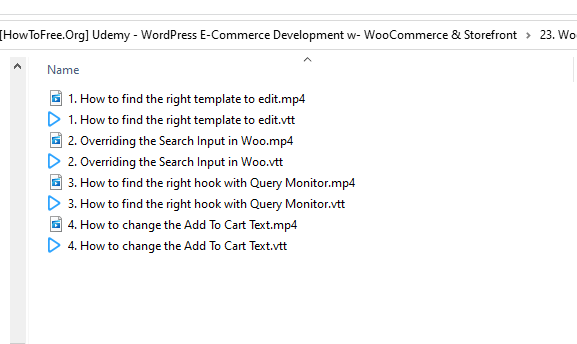 [HowToFree.Org] Udemy - WordPress E-Commerce Development w- WooCommerce & Storefront > 23. Woo
Name
1. How to find the right template to edit.mp4
1. How to find the right template to edit.vtt
2. Overriding the Search Input in Woo.mp4
2. Overriding the Search Input in Woo.vtt
3. How to find the right hook with Query Monitor.mp4
3. How to find the right hook with Query Monitor.vtt
4. How to change the Add To Cart Text.mp4
4. How to change the Add To Cart Text.vtt